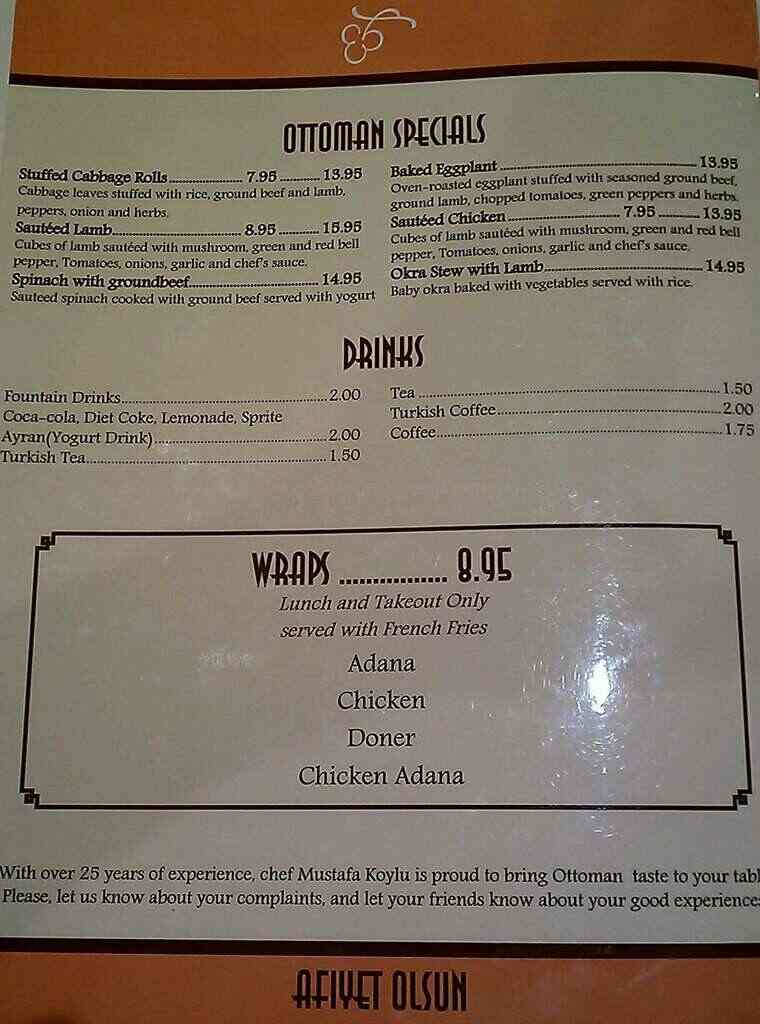 OTTOMAN SPECIALS
Stuffed Cabbage Rolls.................. 7.95 ........... 13.95
Cabbage leaves stuffed with rice, ground beef and lamb,
peppers, onion and herbs.
Sautéed Lamb................................ 8.95 ........... 15.95
Cubes of lamb sautéed with mushroom, green and red bell
pepper, Tomatoes, onions, garlic and chef's sauce.
Spinach with groundbeef................................. 14.95
Sauteed spinach cooked with ground beef served with yogurt
Baked Eggplant .................................................. 13.95
Oven-roasted eggplant stuffed with seasoned ground beef,
ground lamb, chopped tomatoes, green peppers and herbs.
Sautéed Chicken ............................. 7.95 ........... 13.95
Cubes of lamb sautéed with mushroom, green and red bell
pepper, Tomatoes, onions, garlic and chef's sauce.
Okra Stew with Lamb......................................... 14.95
Baby okra baked with vegetables served with rice.
DRINKS
Fountain Drinks.................................................... 2.00
Coca-cola, Diet Coke, Lemonade, Sprite
Ayran(Yogurt Drink)............................................ 2.00
Turkish Tea............................................................. 1.50
Tea ............................................................................. 1.50
Turkish Coffee......................................................... 2.00
Coffee........................................................................ 1.75
WRAPS ................ 8.95
Lunch and Takeout Only
served with French Fries
Adana
Chicken
Doner
Chicken Adana
With over 25 years of experience, chef Mustafa Koylu is proud to bring Ottoman taste to your tabl
Please, let us know about your complaints, and let your friends know about your good experience
AFIYET OLSUN